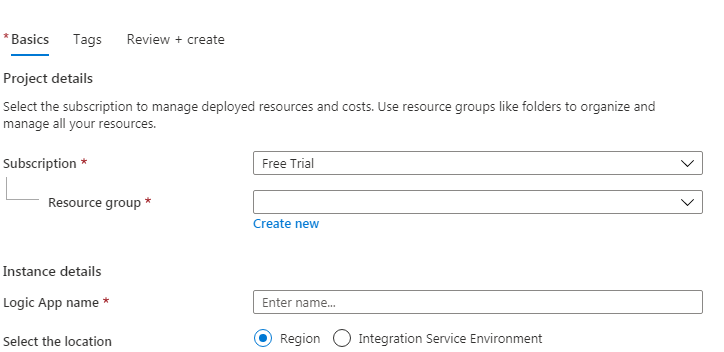 * Basics Tags Review + create
Project details
Select the subscription to manage deployed resources and costs. Use resource groups like folders to organize and
manage all your resources.
Subscription * Free Trial
Resource group *
Create new
Instance details
Logic App name * Enter name...
Select the location Region Integration Service Environment